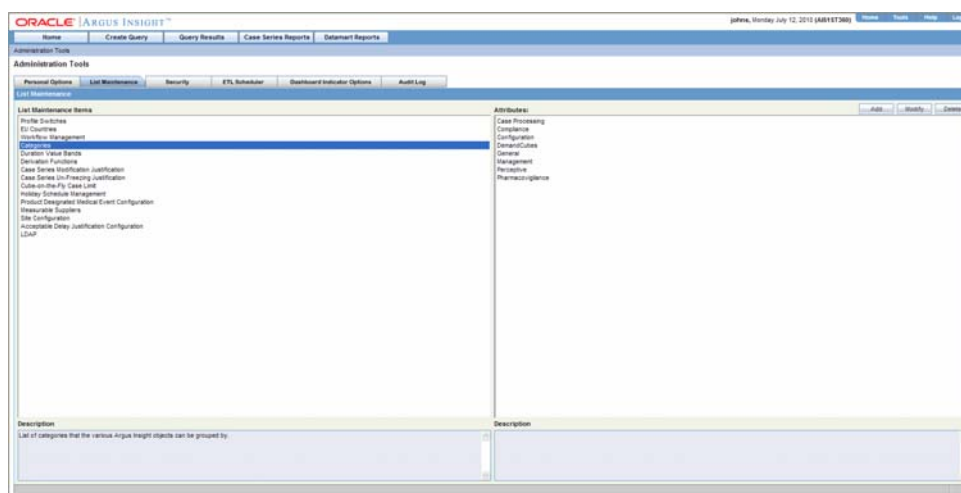 ORACLE ARGUS INSIGHT™
johns, Monday July 12, 2010 (AI81ST360) Home Tools Help
Home Create Query Query Results Case Series Reports Datamart Reports
Administration Tools
Administration Tools
Personal Options List Maintenance Security ETL Scheduler Dashboard Indicator Options Audit Log
List Maintenance
List Maintenance Items
Profile Switches
EU Countries
Workflow Management
Categories
Duration Value Bands
Derivation Functions
Case Series Modification Justification
Case Series Un-Freezing Justification
Cube-on-the-Fly Case Limit
Holiday Schedule Management
Product Designated Medical Event Configuration
Measurable Suppliers
Site Configuration
Acceptable Delay Justification Configuration
LDAP
Attributes:
Add Modify Delete
Case Processing
Compliance
Configuration
DemandCubes
General
Management
Perceptive
Pharmacovigilance
Description
List of categories that the various Argus Insight objects can be grouped by.
Description